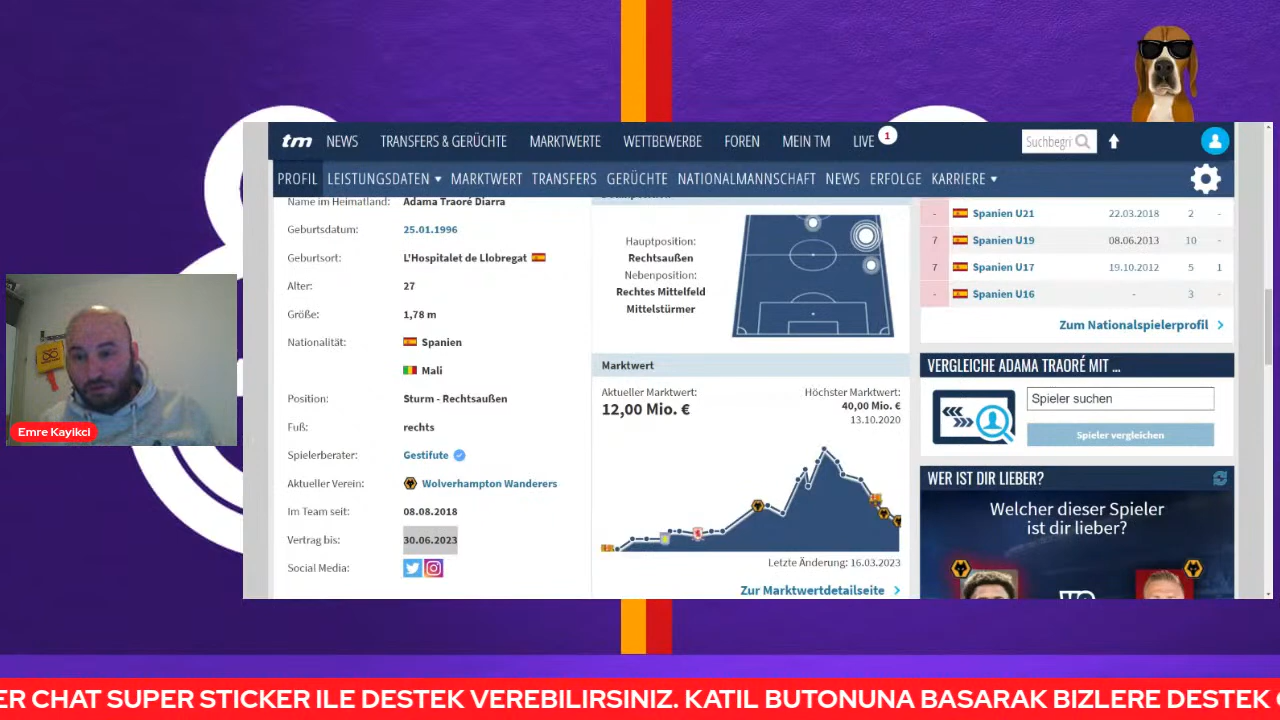 tm NEWS TRANSFERS & GERÜCHTE MARKTWERTE WETTBEWERBE FOREN MEIN TM LIVE 1 Suchbegri
PROFIL LEISTUNGSDATEN MARKTWERT TRANSFERS GERÜCHTE NATIONALMANNSCHAFT NEWS ERFOLGE KARRIERE
Name im Heimatland: Adama Traoré Diarra
Geburtsdatum: 25.01.1996
Geburtsort: L'Hospitalet de Llobregat
Alter: 27
Größe: 1,78 m
Nationalität: Spanien
Mali
Position: Sturm - Rechtsaußen
Fuß: rechts
Spielerberater: Gestifute
Aktueller Verein: Wolverhampton Wanderers
Im Team seit: 08.08.2018
Vertrag bis: 30.06.2023
Social Media:
Hauptposition:
Rechtsaußen
Nebenposition:
Rechtes Mittelfeld
Mittelstürmer
Marktwert
Aktueller Marktwert:
12,00 Mio. €
Höchster Marktwert:
40,00 Mio. €
13.10.2020
Letzte Änderung: 16.03.2023
Zur Marktwertdetailseite
- Spanien U21 22.03.2018 2 -
7 Spanien U19 08.06.2013 10 -
7 Spanien U17 19.10.2012 5 1
- Spanien U16 - 3 -
Zum Nationalspielerprofil
VERGLEICHE ADAMA TRAORÉ MIT ...
Spieler suchen
Spieler vergleichen
WER IST DIR LIEBER?
Welcher dieser Spieler
ist dir lieber?
Emre Kayikci
ER CHAT SUPER STICKER ILE DESTEK VEREBILIRSINIZ. KATIL BUTONUNA BASARAK BIZLERE DESTEK